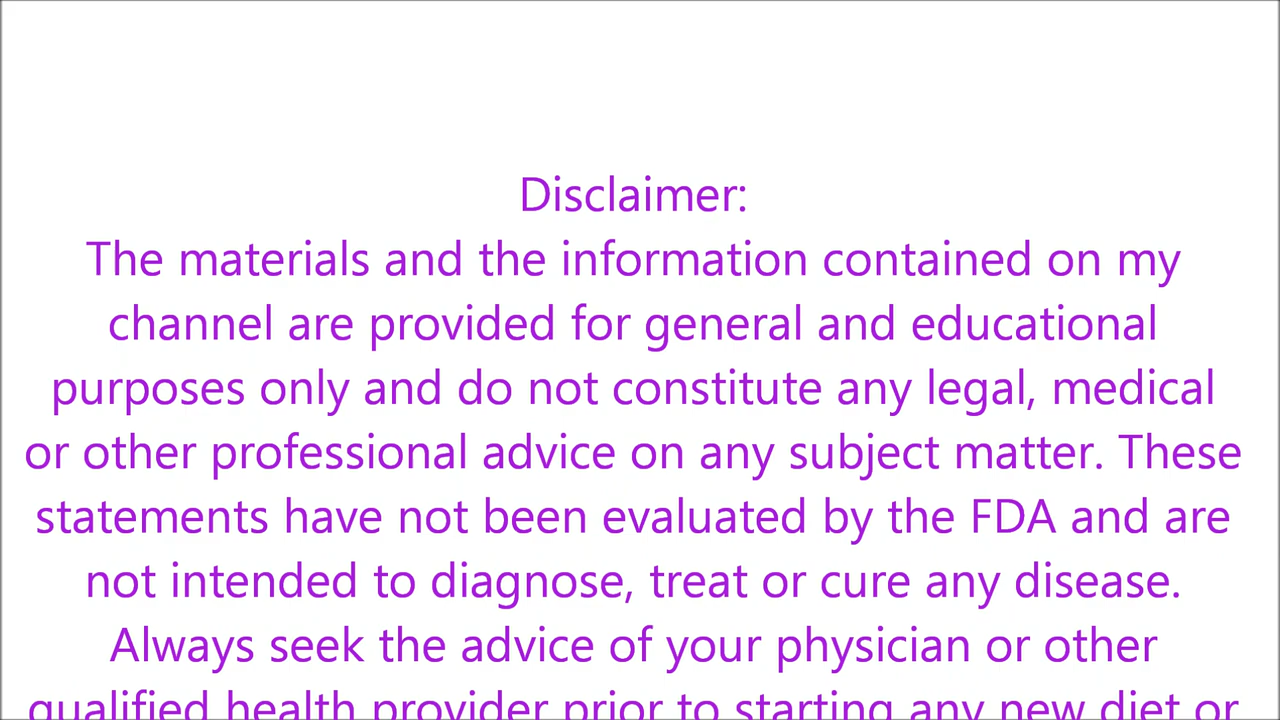 Disclaimer:
The materials and the information contained on my
channel are provided for general and educational
purposes only and do not constitute any legal, medical
or other professional advice on any subject matter. These
statements have not been evaluated by the FDA and are
not intended to diagnose, treat or cure any disease.
Always seek the advice of your physician or other
qualified health provider prior to starting any new diet or